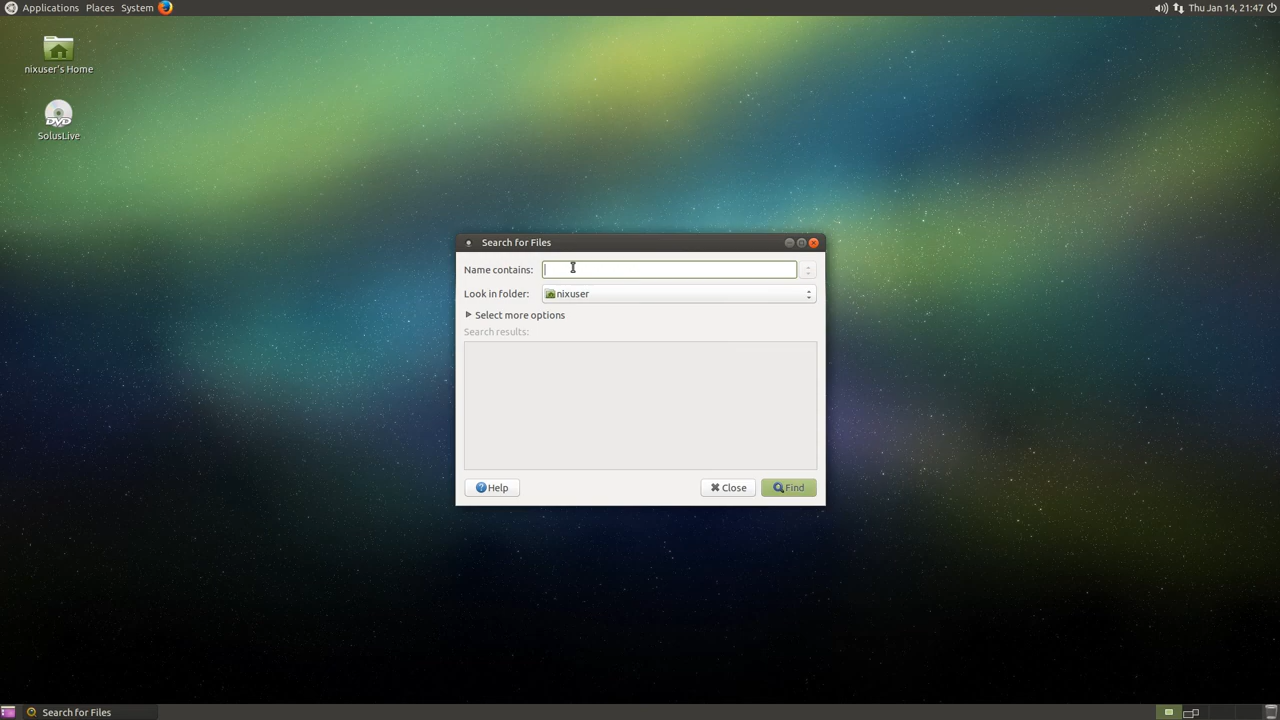 Applications Places System
Thu Jan 14, 21:47
nixuser's Home
DVD
SolusLive
Search for Files
Name contains:
Look in folder: nixuser
Select more options
Search results:
Help Close Find
Search for Files